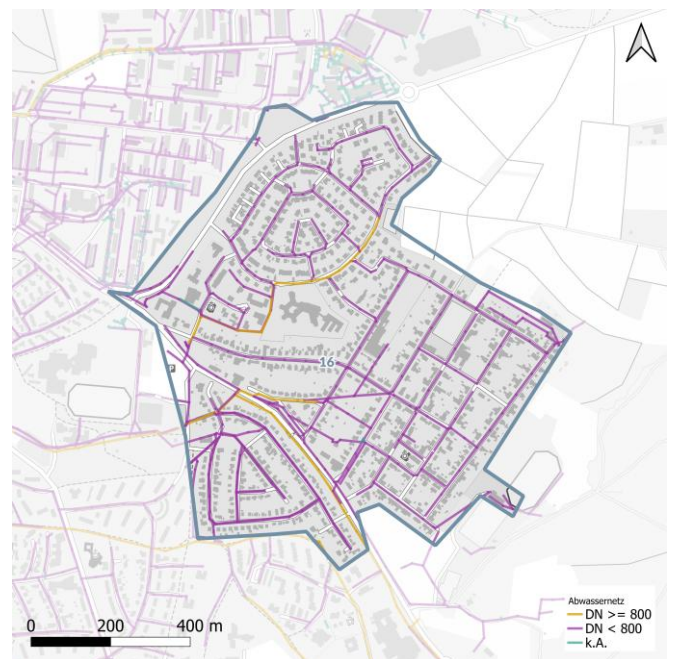 16
P
0 200 400 m
Abwassernetz
DN >= 800
DN < 800
k.A.